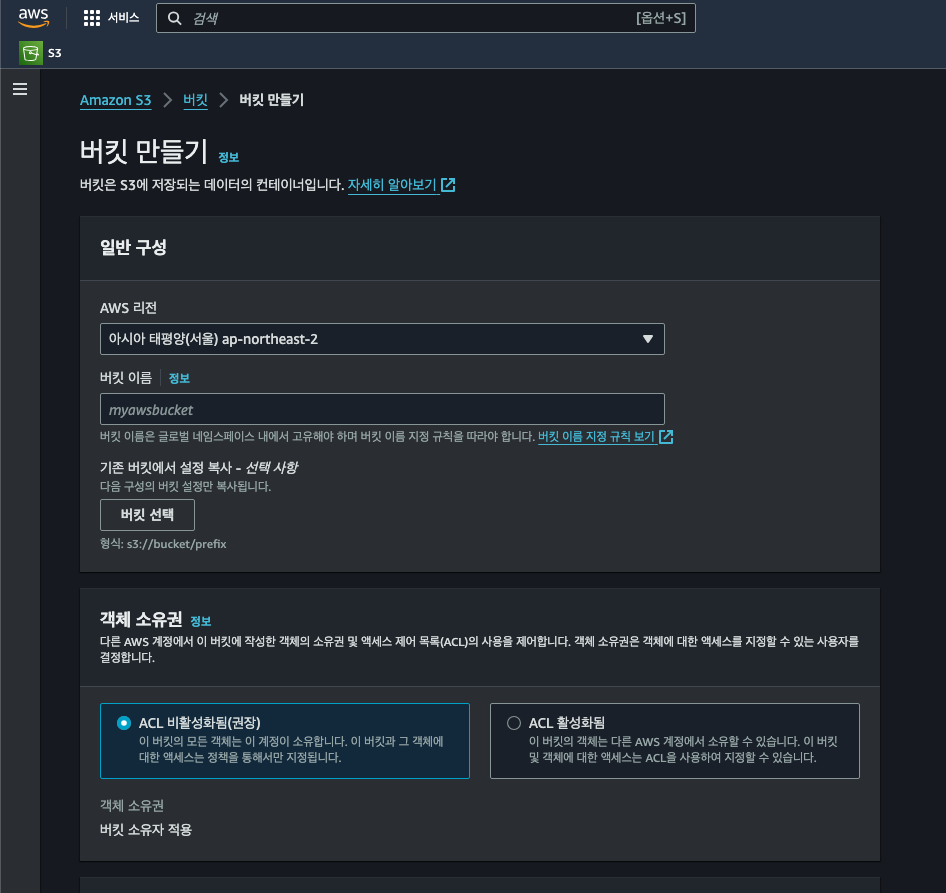 aws
서비스
검색
[옵션+S]
S3
Amazon S3
버킷
버킷 만들기
버킷 만들기 정보
버킷은 S3에 저장되는 데이터의 컨테이너입니다. 자세히 알아보기
일반 구성
AWS 리전
아시아 태평양(서울) ap-northeast-2
버킷 이름 정보
myawsbucket
버킷 이름은 글로벌 네임스페이스 내에서 고유해야 하며 버킷 이름 지정 규칙을 따라야 합니다. 버킷 이름 지정 규칙 보기
기존 버킷에서 설정 복사 - 선택 사항
다음 구성의 버킷 설정만 복사됩니다.
버킷 선택
형식: s3://bucket/prefix
객체 소유권 정보
다른 AWS 계정에서 이 버킷에 작성한 객체의 소유권 및 액세스 제어 목록(ACL)의 사용을 제어합니다. 객체 소유권은 객체에 대한 액세스를 지정할 수 있는 사용자를
결정합니다.
ACL 비활성화됨(권장)
이 버킷의 모든 객체는 이 계정이 소유합니다. 이 버킷과 그 객체에
대한 액세스는 정책을 통해서만 지정됩니다.
ACL 활성화됨
이 버킷의 객체는 다른 AWS 계정에서 소유할 수 있습니다. 이 버킷
및 객체에 대한 액세스는 ACL을 사용하여 지정할 수 있습니다.
객체 소유권
버킷 소유자 적용